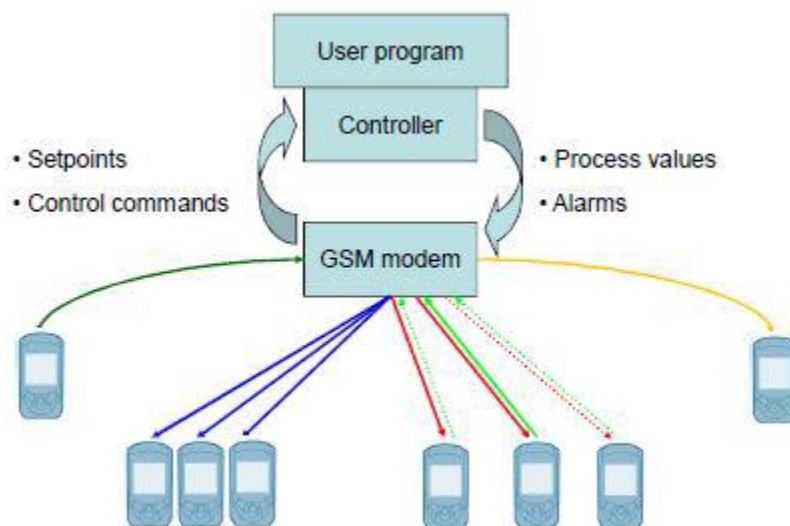 User program
Controller
• Setpoints
• Control commands
• Process values
• Alarms
GSM modem